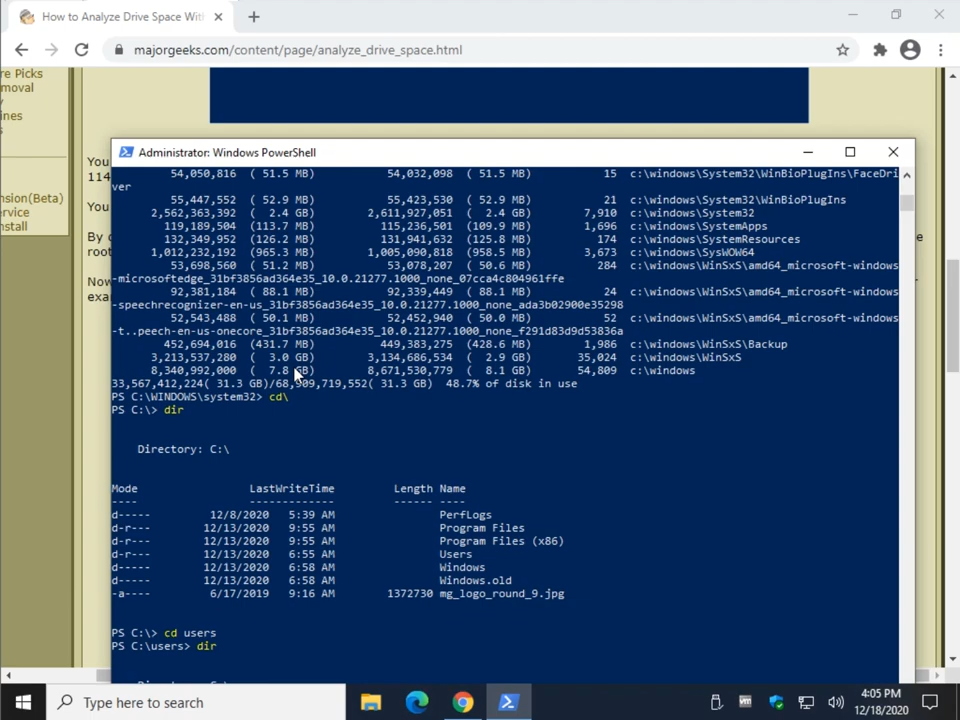 How to Analyze Drive Space With
majorgeeks.com/content/page/analyze_drive_space.html
re Picks
moval
y
ines
s
nsion(Beta)
ervice
nstall
You
114
You
By c
root
Now
exa
e
r
Administrator: Windows PowerShell
54,050,816 ( 51.5 MB) 54,032,098 ( 51.5 MB) 15 c:\windows\System32\WinBioPlugIns\FaceDri
ver
55,447,552 ( 52.9 MB) 55,423,530 ( 52.9 MB) 21 c:\windows\System32\WinBioPlugIns
2,562,363,392 ( 2.4 GB) 2,611,927,051 ( 2.4 GB) 7,910 c:\windows\System32
119,189,504 (113.7 MB) 115,236,501 (109.9 MB) 1,696 c:\windows\SystemApps
132,349,952 (126.2 MB) 131,941,632 (125.8 MB) 174 c:\windows\SystemResources
1,012,232,192 (965.3 MB) 1,005,090,818 (958.5 MB) 3,673 c:\windows\SysWOW64
53,698,560 ( 51.2 MB) 53,078,207 ( 50.6 MB) 284 c:\windows\WinSxS\amd64_microsoft-windows
-microsoftedge_31bf3856ad364e35_10.0.21277.1000_none_07cca4c804961ffe
92,381,184 ( 88.1 MB) 92,339,449 ( 88.1 MB) 24 c:\windows\WinSxS\amd64_microsoft-windows
-speechrecognizer-en-us_31bf3856ad364e35_10.0.21277.1000_none_ada3b02900e35298
52,543,488 ( 50.1 MB) 52,452,940 ( 50.0 MB) 52 c:\windows\WinSxS\amd64_microsoft-windows
-t..peech-en-us-onecore_31bf3856ad364e35_10.0.21277.1000_none_f291d83d9d53836a
452,694,016 (431.7 MB) 449,383,275 (428.6 MB) 1,986 c:\windows\WinSxS\Backup
3,213,537,280 ( 3.0 GB) 3,134,686,534 ( 2.9 GB) 35,024 c:\windows\WinSxS
8,340,992,000 ( 7.8 GB) 8,671,530,779 ( 8.1 GB) 54,809 c:\windows
33,567,412,224( 31.3 GB)/68,909,719,552( 31.3 GB) 48.7% of disk in use
PS C:\WINDOWS\system32> cd\
PS C:\> dir
Directory: C:\
Mode LastWriteTime Length Name
---- ------------- ------ ----
d----- 12/8/2020 5:39 AM PerfLogs
d-r--- 12/13/2020 9:55 AM Program Files
d-r--- 12/13/2020 9:55 AM Program Files (x86)
d-r--- 12/13/2020 6:55 AM Users
d----- 12/13/2020 6:58 AM Windows
d----- 12/13/2020 6:58 AM Windows.old
-a---- 6/17/2019 9:16 AM 1372730 mg_logo_round_9.jpg
PS C:\> cd users
PS C:\users> dir
Type here to search
vm
4:05 PM
12/18/2020